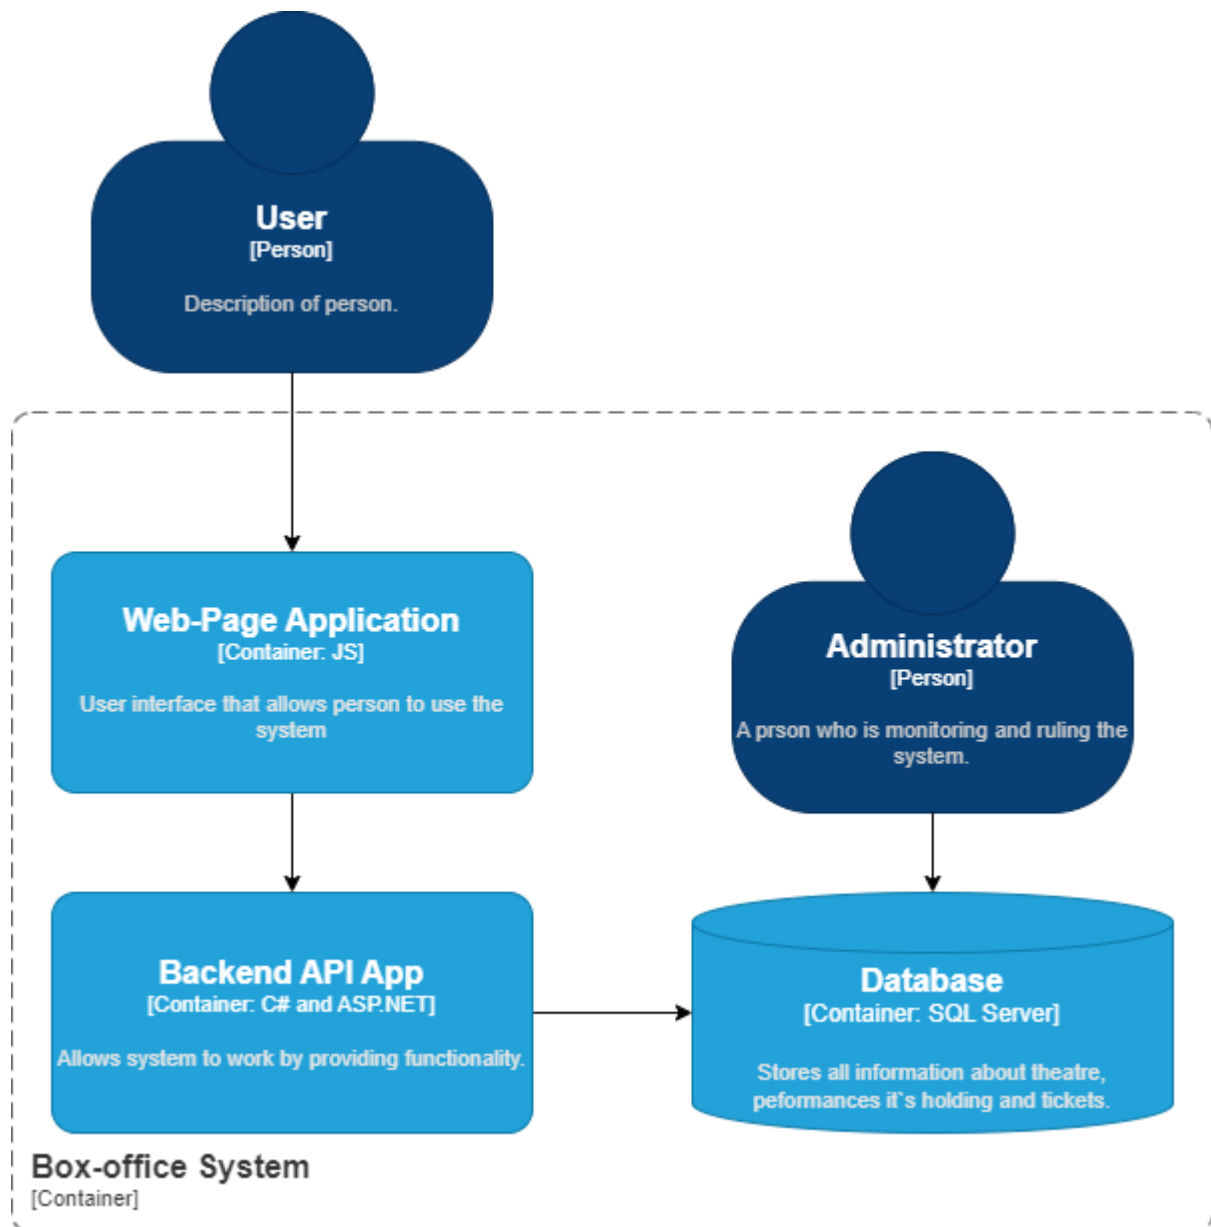 User
[Person]
Description of person.
Web-Page Application
[Container: JS]
User interface that allows person to use the
system
Administrator
[Person]
A prson who is monitoring and ruling the
system.
Backend API App
[Container: C# and ASP.NET]
Allows system to work by providing functionality.
Database
[Container: SQL Server]
Stores all information about theatre,
peformances it`s holding and tickets.
Box-office System
[Container]